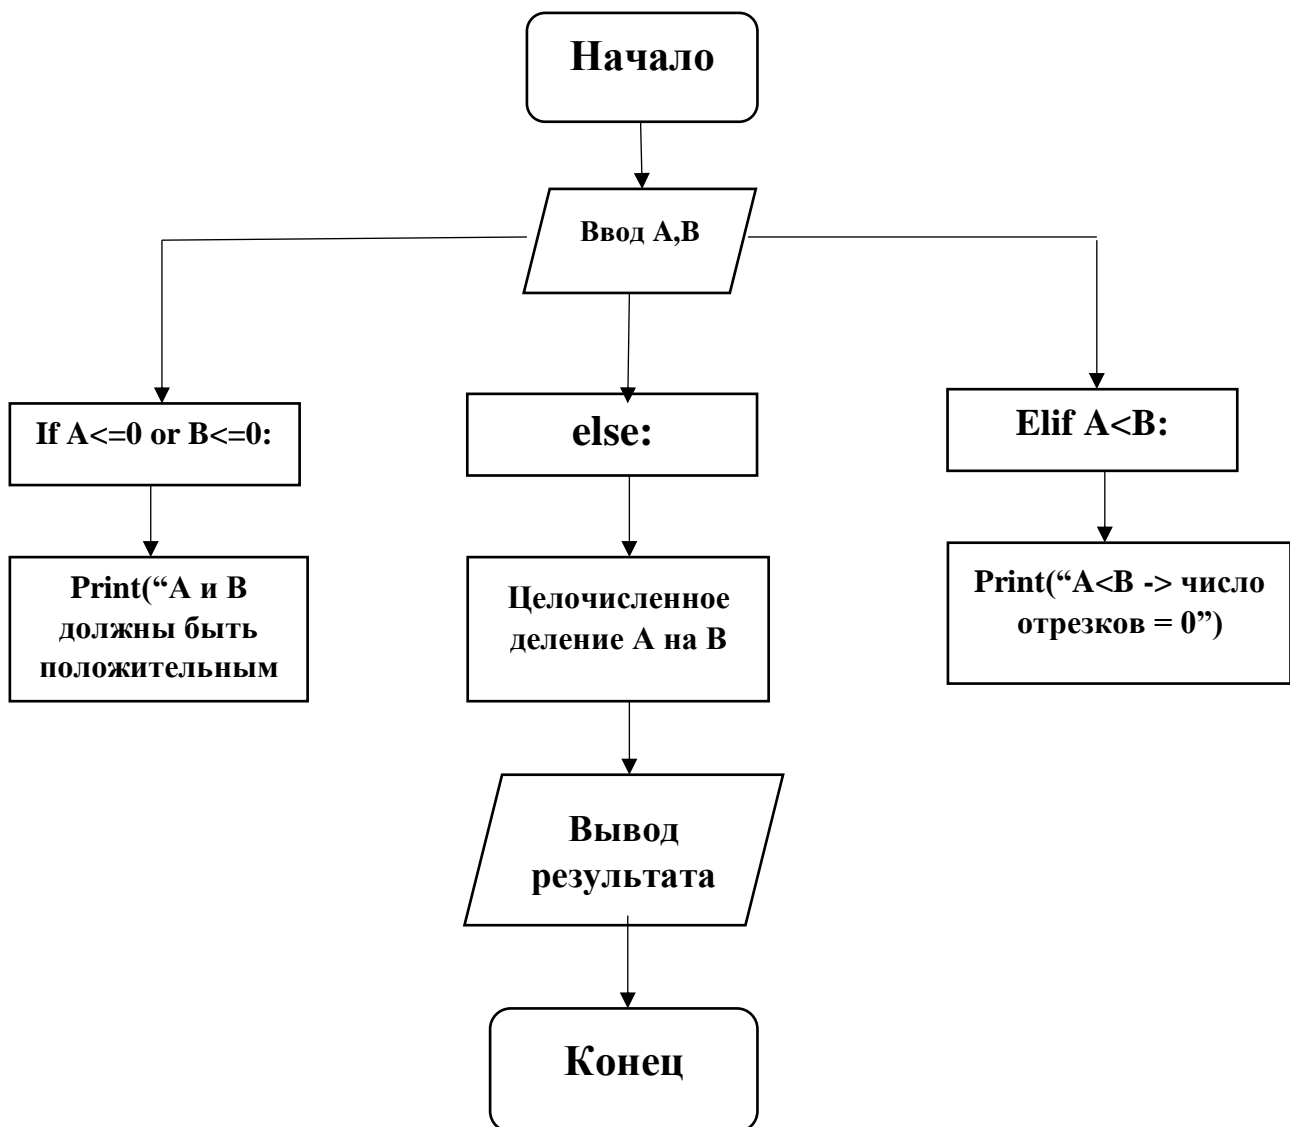 Начало
Ввод А,В
If A<=0 or B<=0:
else:
Elif A<B:
Print(“А и В
должны быть
положительным
Целочисленное
деление А на В
Print(“A<B -> число
отрезков = 0”)
Вывод
результата
Конец